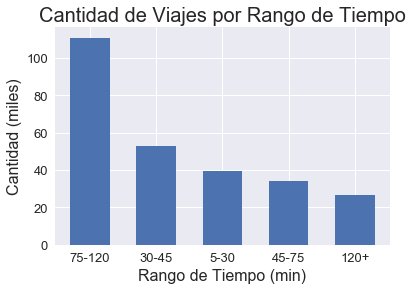 Cantidad de Viajes por Rango de Tiempo
Cantidad (miles)
100
80
60
40
20
0
75-120 30-45 5-30 45-75 120+
Rango de Tiempo (min)